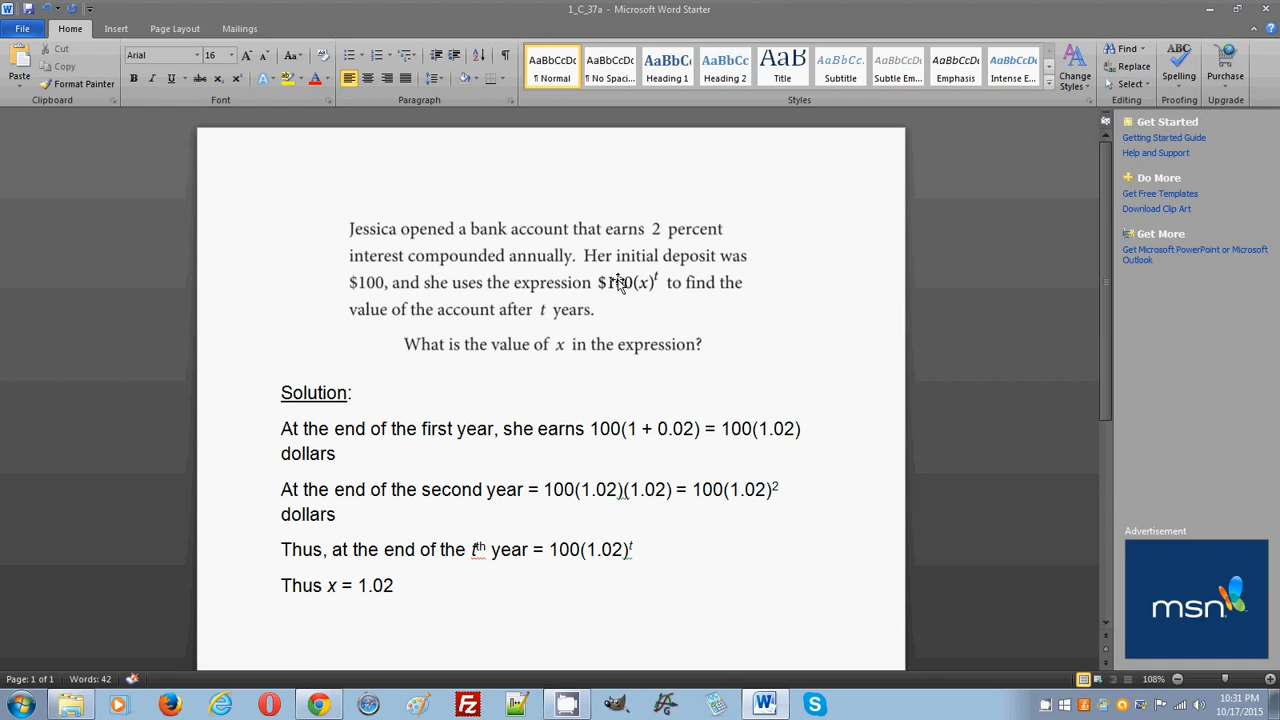 1_C_37a - Microsoft Word Starter
File Home Insert Page Layout Mailings
Paste Cut Copy Format Painter
Arial 16
AaBbCcDc AaBbCcDc AaBbC AaBbC AaB AaBbCc. AaBbCcDc AaBbCcDc AaBbCcDc
¶ Normal ¶ No Spaci... Heading 1 Heading 2 Title Subtitle Subtle Em... Emphasis Intense E...
Change Styles
Find Replace Select
Spelling Purchase
Clipboard Font Paragraph Styles Editing Proofing Upgrade
Jessica opened a bank account that earns 2 percent
interest compounded annually. Her initial deposit was
$100, and she uses the expression $100(x)ᵗ to find the
value of the account after t years.
What is the value of x in the expression?
Solution:
At the end of the first year, she earns 100(1 + 0.02) = 100(1.02)
dollars
At the end of the second year = 100(1.02)(1.02) = 100(1.02)²
dollars
Thus, at the end of the tᵗʰ year = 100(1.02)ᵗ
Thus x = 1.02
Get Started
Getting Started Guide
Help and Support
Do More
Get Free Templates
Download Clip Art
Get More
Get Microsoft PowerPoint or Microsoft
Outlook
Advertisement
msn
Page: 1 of 1 Words: 42 108%
10:31 PM
10/17/2015